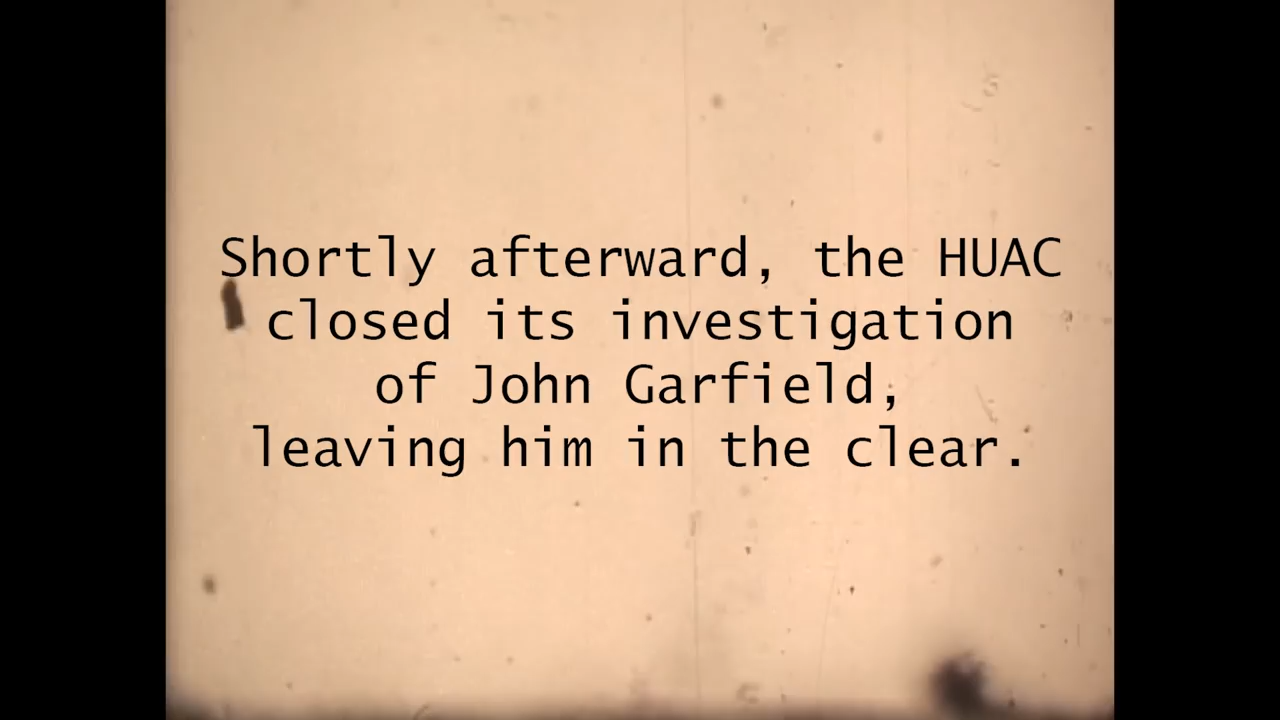 Shortly afterward, the HUAC
closed its investigation
of John Garfield,
leaving him in the clear.